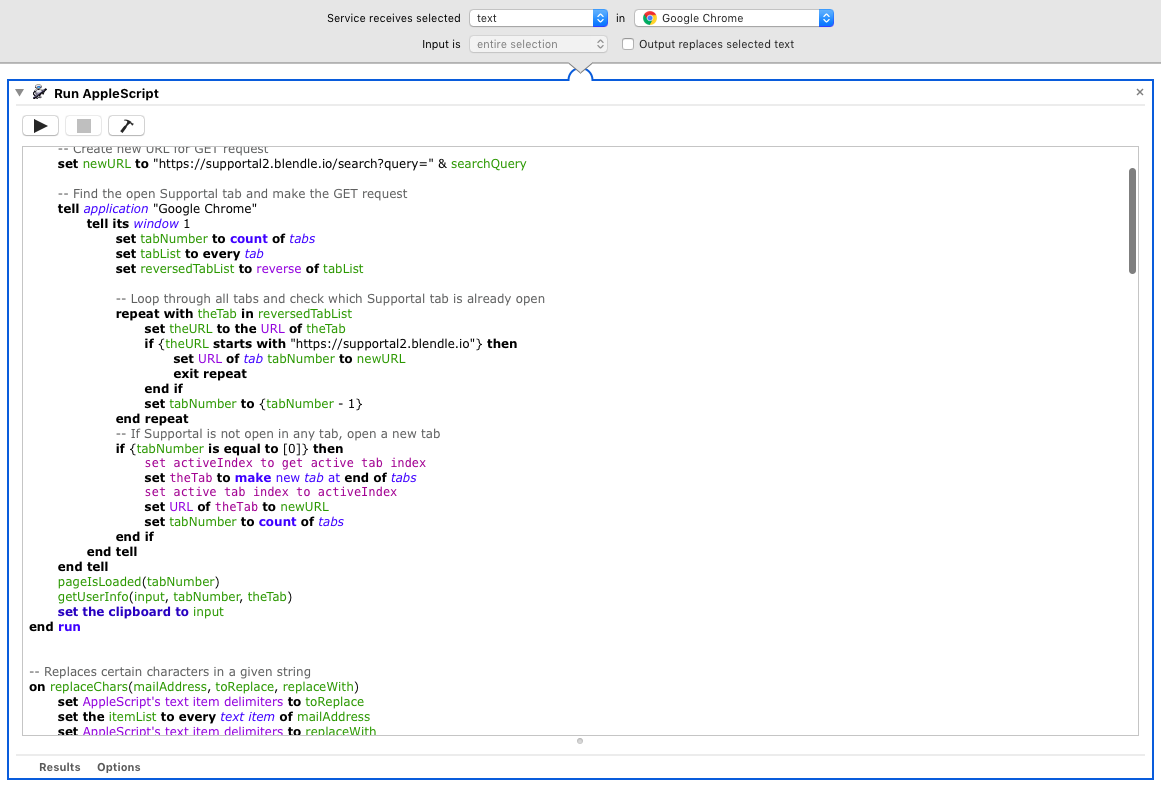 Service receives selected text in Google Chrome
Input is entire selection Output replaces selected text
Run AppleScript
-- Create new URL for GET request
set newURL to "https://supportal2.blendle.io/search?query=" & searchQuery
-- Find the open Supportal tab and make the GET request
tell application "Google Chrome"
tell its window 1
set tabNumber to count of tabs
set tabList to every tab
set reversedTabList to reverse of tabList
-- Loop through all tabs and check which Supportal tab is already open
repeat with theTab in reversedTabList
set theURL to the URL of theTab
if {theURL starts with "https://supportal2.blendle.io"} then
set URL of tab tabNumber to newURL
exit repeat
end if
set tabNumber to {tabNumber - 1}
end repeat
-- If Supportal is not open in any tab, open a new tab
if {tabNumber is equal to [0]} then
set activeIndex to get active tab index
set theTab to make new tab at end of tabs
set active tab index to activeIndex
set URL of theTab to newURL
set tabNumber to count of tabs
end if
end tell
end tell
pageIsLoaded(tabNumber)
getUserInfo(input, tabNumber, theTab)
set the clipboard to input
end run
-- Replaces certain characters in a given string
on replaceChars(mailAddress, toReplace, replaceWith)
set AppleScript's text item delimiters to toReplace
set the itemList to every text item of mailAddress
set AppleScript's text item delimiters to replaceWith
Results Options